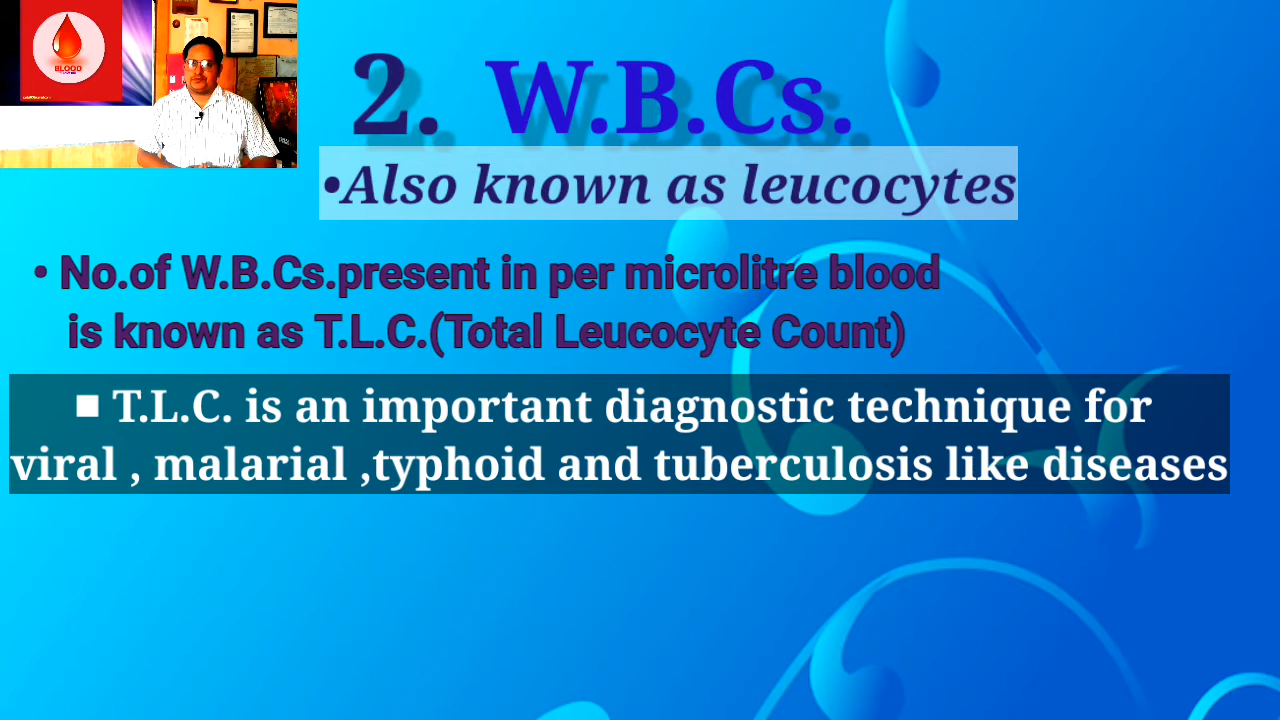 BLOOD
2. W.B.Cs.
•Also known as leucocytes
• No.of W.B.Cs.present in per microlitre blood
is known as T.L.C.(Total Leucocyte Count)
■ T.L.C. is an important diagnostic technique for
viral , malarial ,typhoid and tuberculosis like diseases